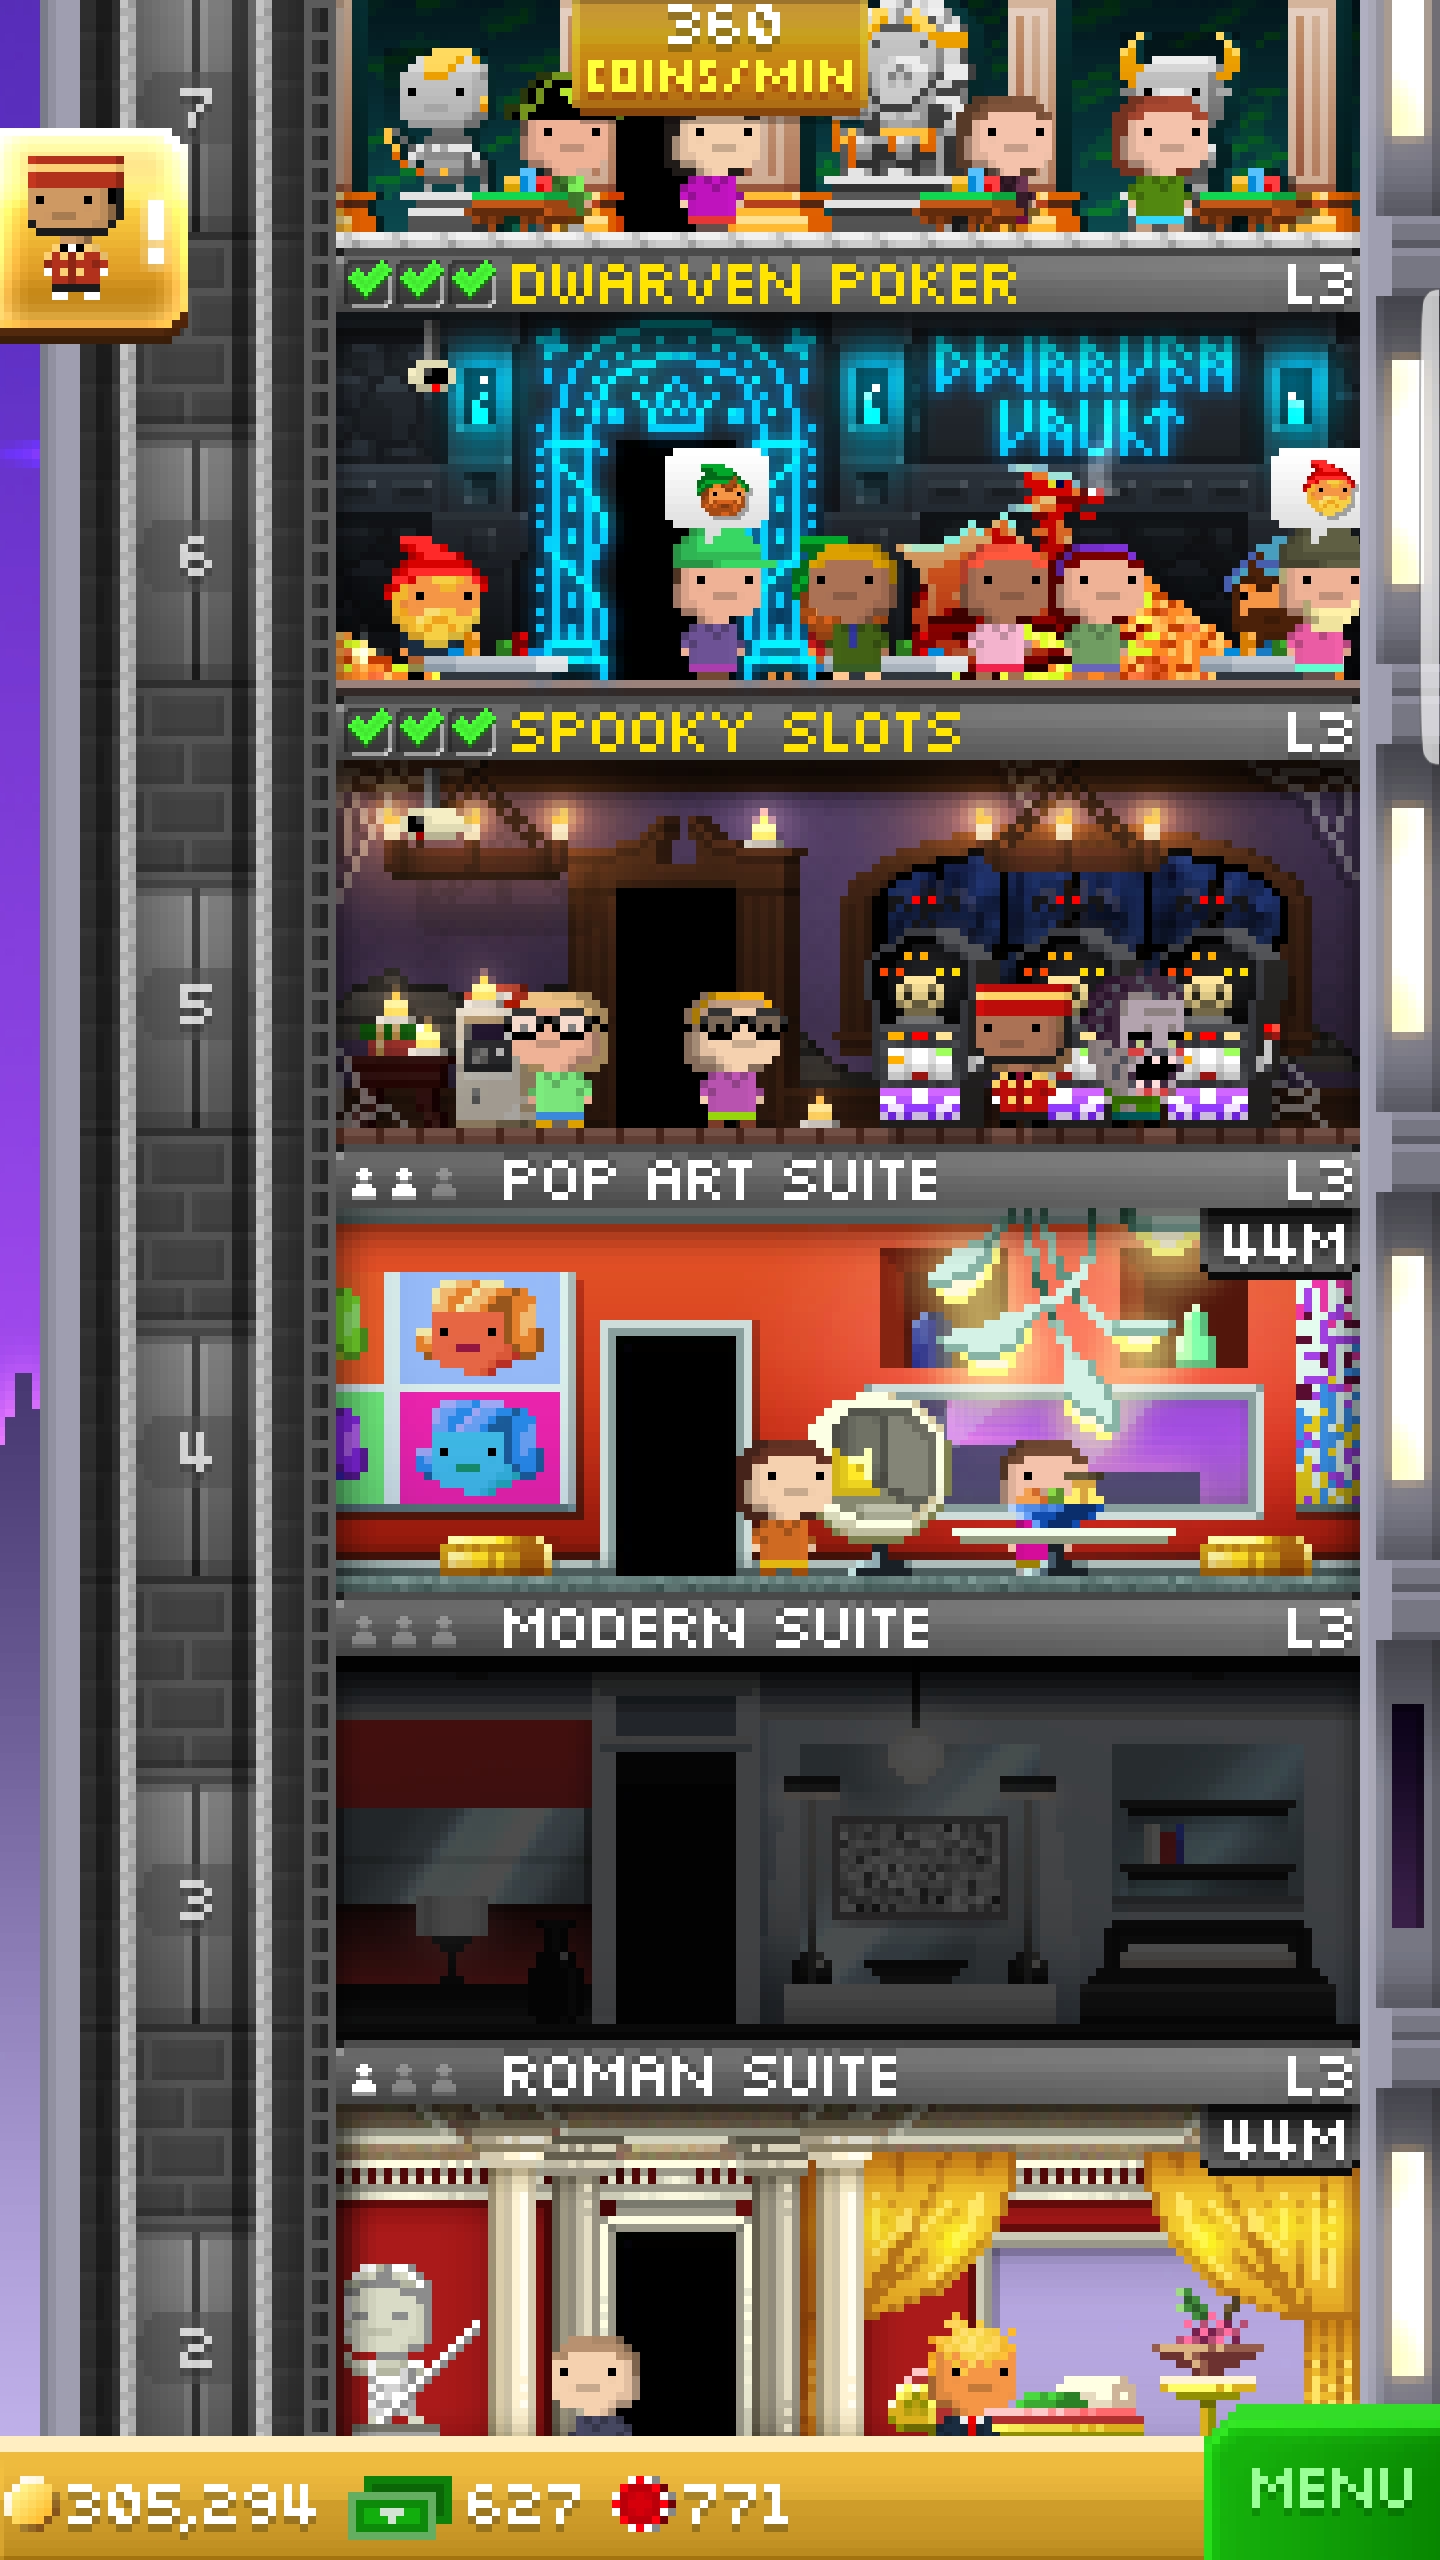 360
COINS/MIN
7
!
DWARVEN POKER L3
DWARVEN
VAULT
6
SPOOKY SLOTS L3
5
POP ART SUITE L3
44M
4
MODERN SUITE L3
3
ROMAN SUITE L3
44M
2
305,294 627 771
MENU